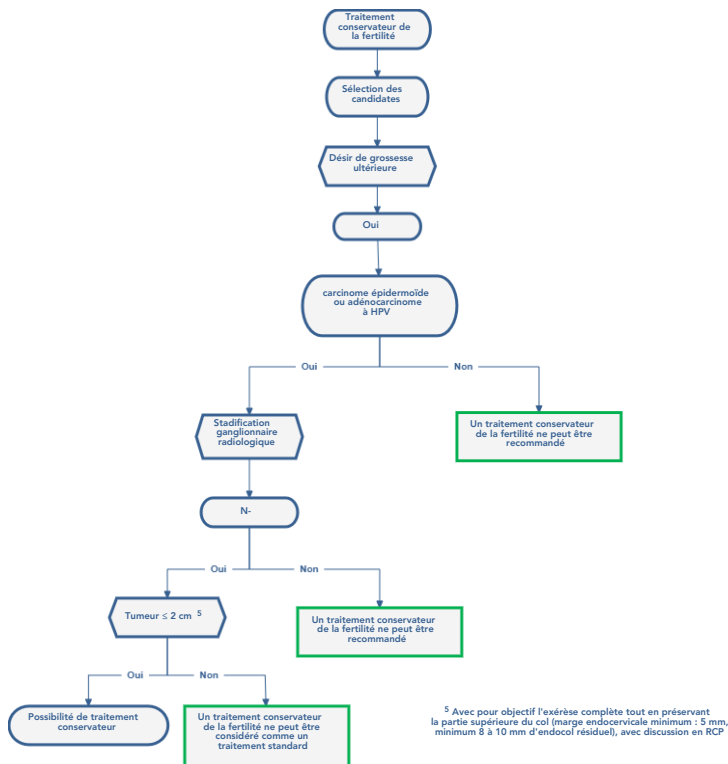 Traitement
conservateur de
la fertilité
Sélection des
candidates
Désir de grossesse
ultérieure
Oui
carcinome épidermoïde
ou adénocarcinome
à HPV
Oui
Non
Stadification
ganglionnaire
radiologique
Un traitement conservateur
de la fertilité ne peut être
recommandé
N-
Oui
Non
Tumeur ≤ 2 cm 5
Un traitement conservateur
de la fertilité ne peut être
recommandé
Oui
Non
Possibilité de traitement
conservateur
Un traitement conservateur
de la fertilité ne peut être
considéré comme un
traitement standard
5 Avec pour objectif l'exérèse complète tout en préservant
la partie supérieure du col (marge endocervicale minimum : 5 mm,
minimum 8 à 10 mm d'endocol résiduel), avec discussion en RCP